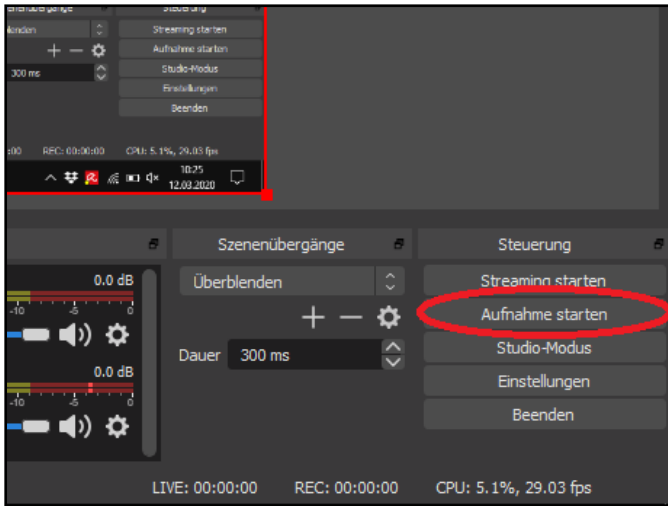 Steuerung
Streaming starten
Aufnahme starten
300 ms
Studio-Modus
Einstellungen
Beenden
:00 REC: 00:00:00 CPU: 5.1%, 29.03 fps
10:25
12.03.2020
Szenenübergänge
Steuerung
0.0 dB
Überblenden
Streaming starten
-10 -5 0
Aufnahme starten
Dauer 300 ms
Studio-Modus
0.0 dB
Einstellungen
-10 -5 0
Beenden
LIVE: 00:00:00 REC: 00:00:00 CPU: 5.1%, 29.03 fps